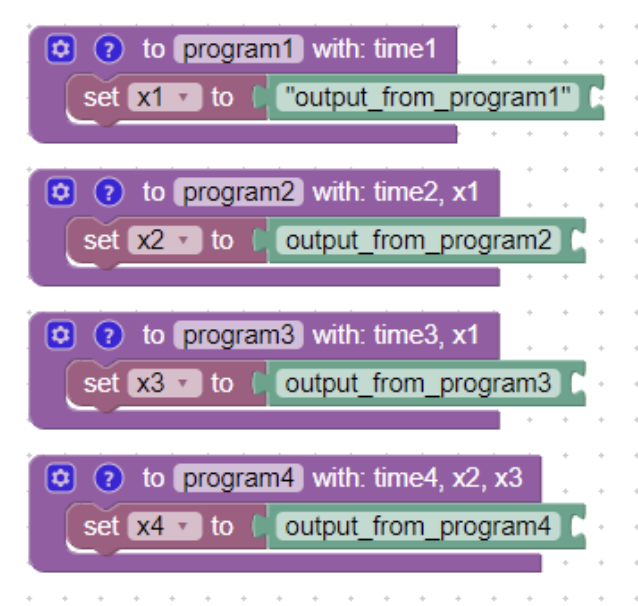 ? to program1 with: time1
set x1 to "output_from_program1"
? to program2 with: time2, x1
set x2 to output_from_program2
? to program3 with: time3, x1
set x3 to output_from_program3
? to program4 with: time4, x2, x3
set x4 to output_from_program4